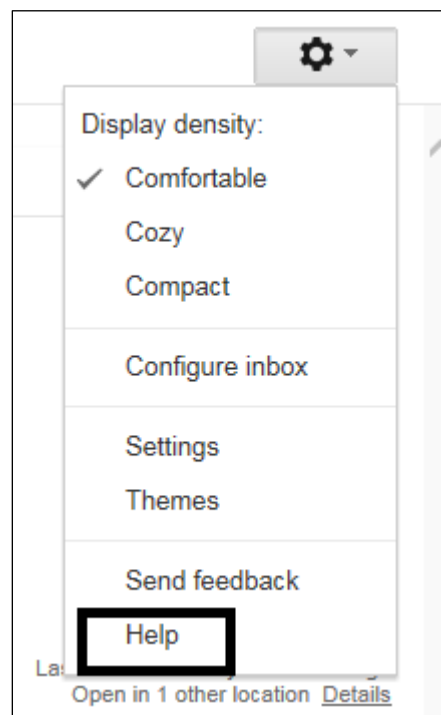 Display density:
Comfortable
Cozy
Compact
Configure inbox
Settings
Themes
Send feedback
Help
Open in 1 other location Details